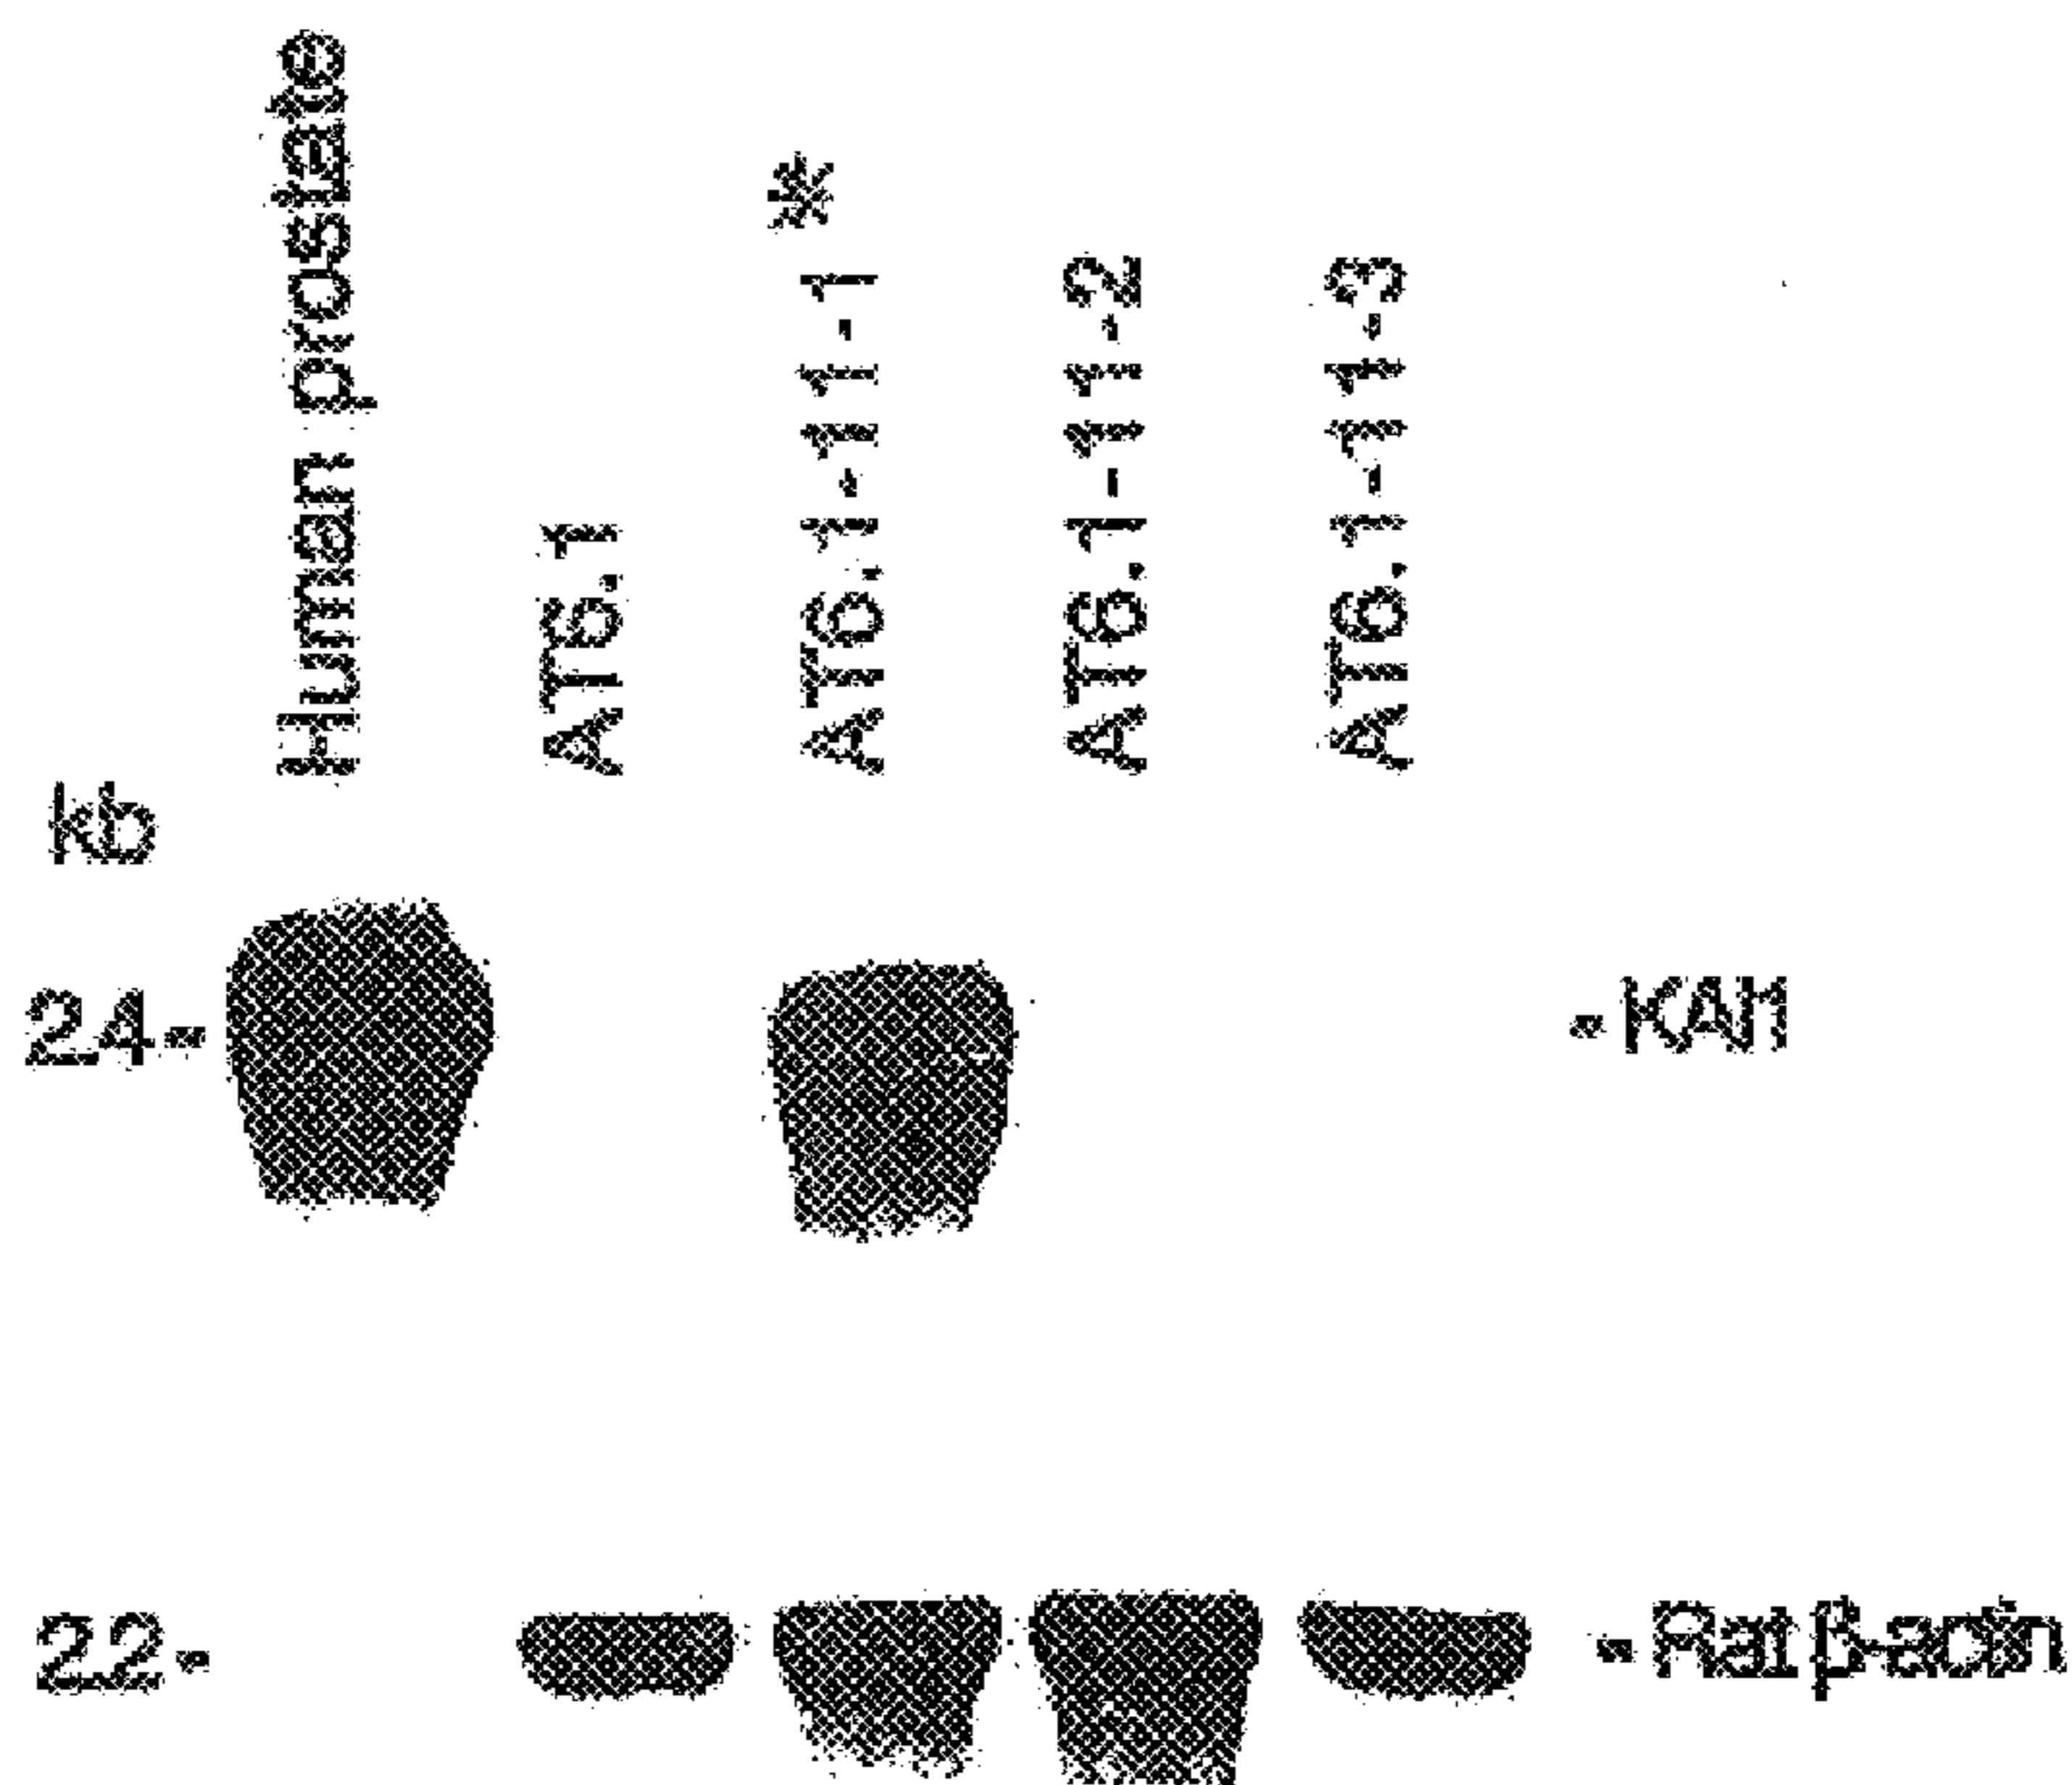 Human prostate
AT6.1
AT6.1-11-1 *
AT6.1-11-2
AT6.1-11-3
kb
2.4-
-KAI1
2.2-
-Rat β-actin